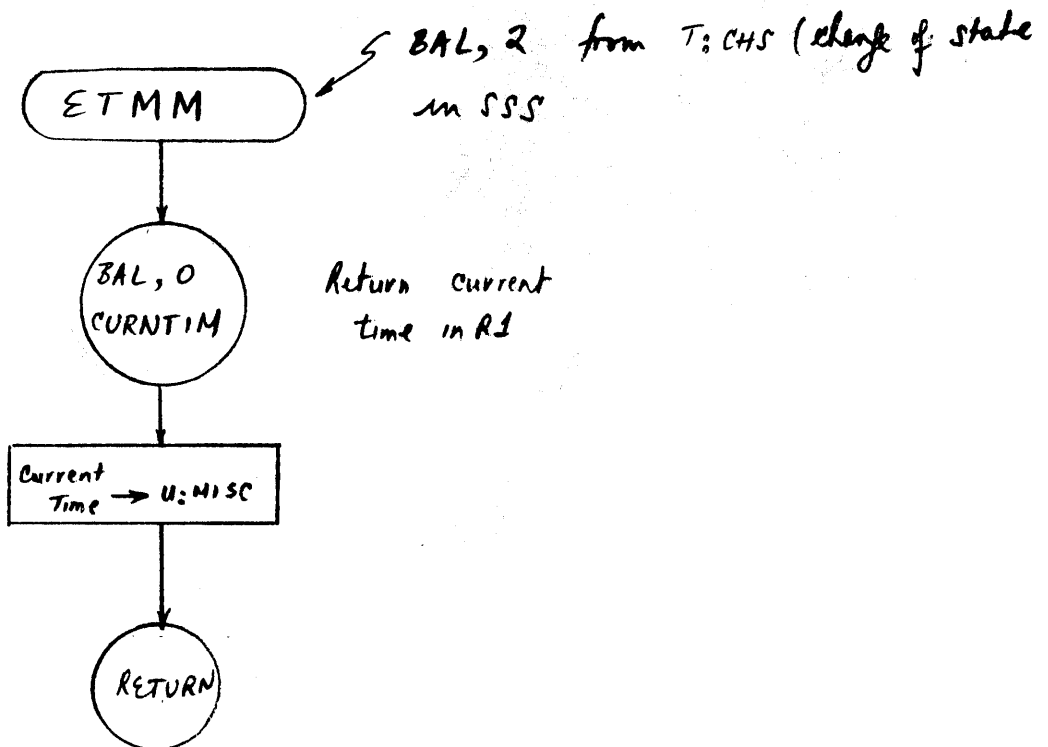 BAL, 2 from T:CHS (change of state
in SSS
ETMM
BAL, 0
CURNTIM
Return current
time in R1
Current
Time → U:MISC
RETURN